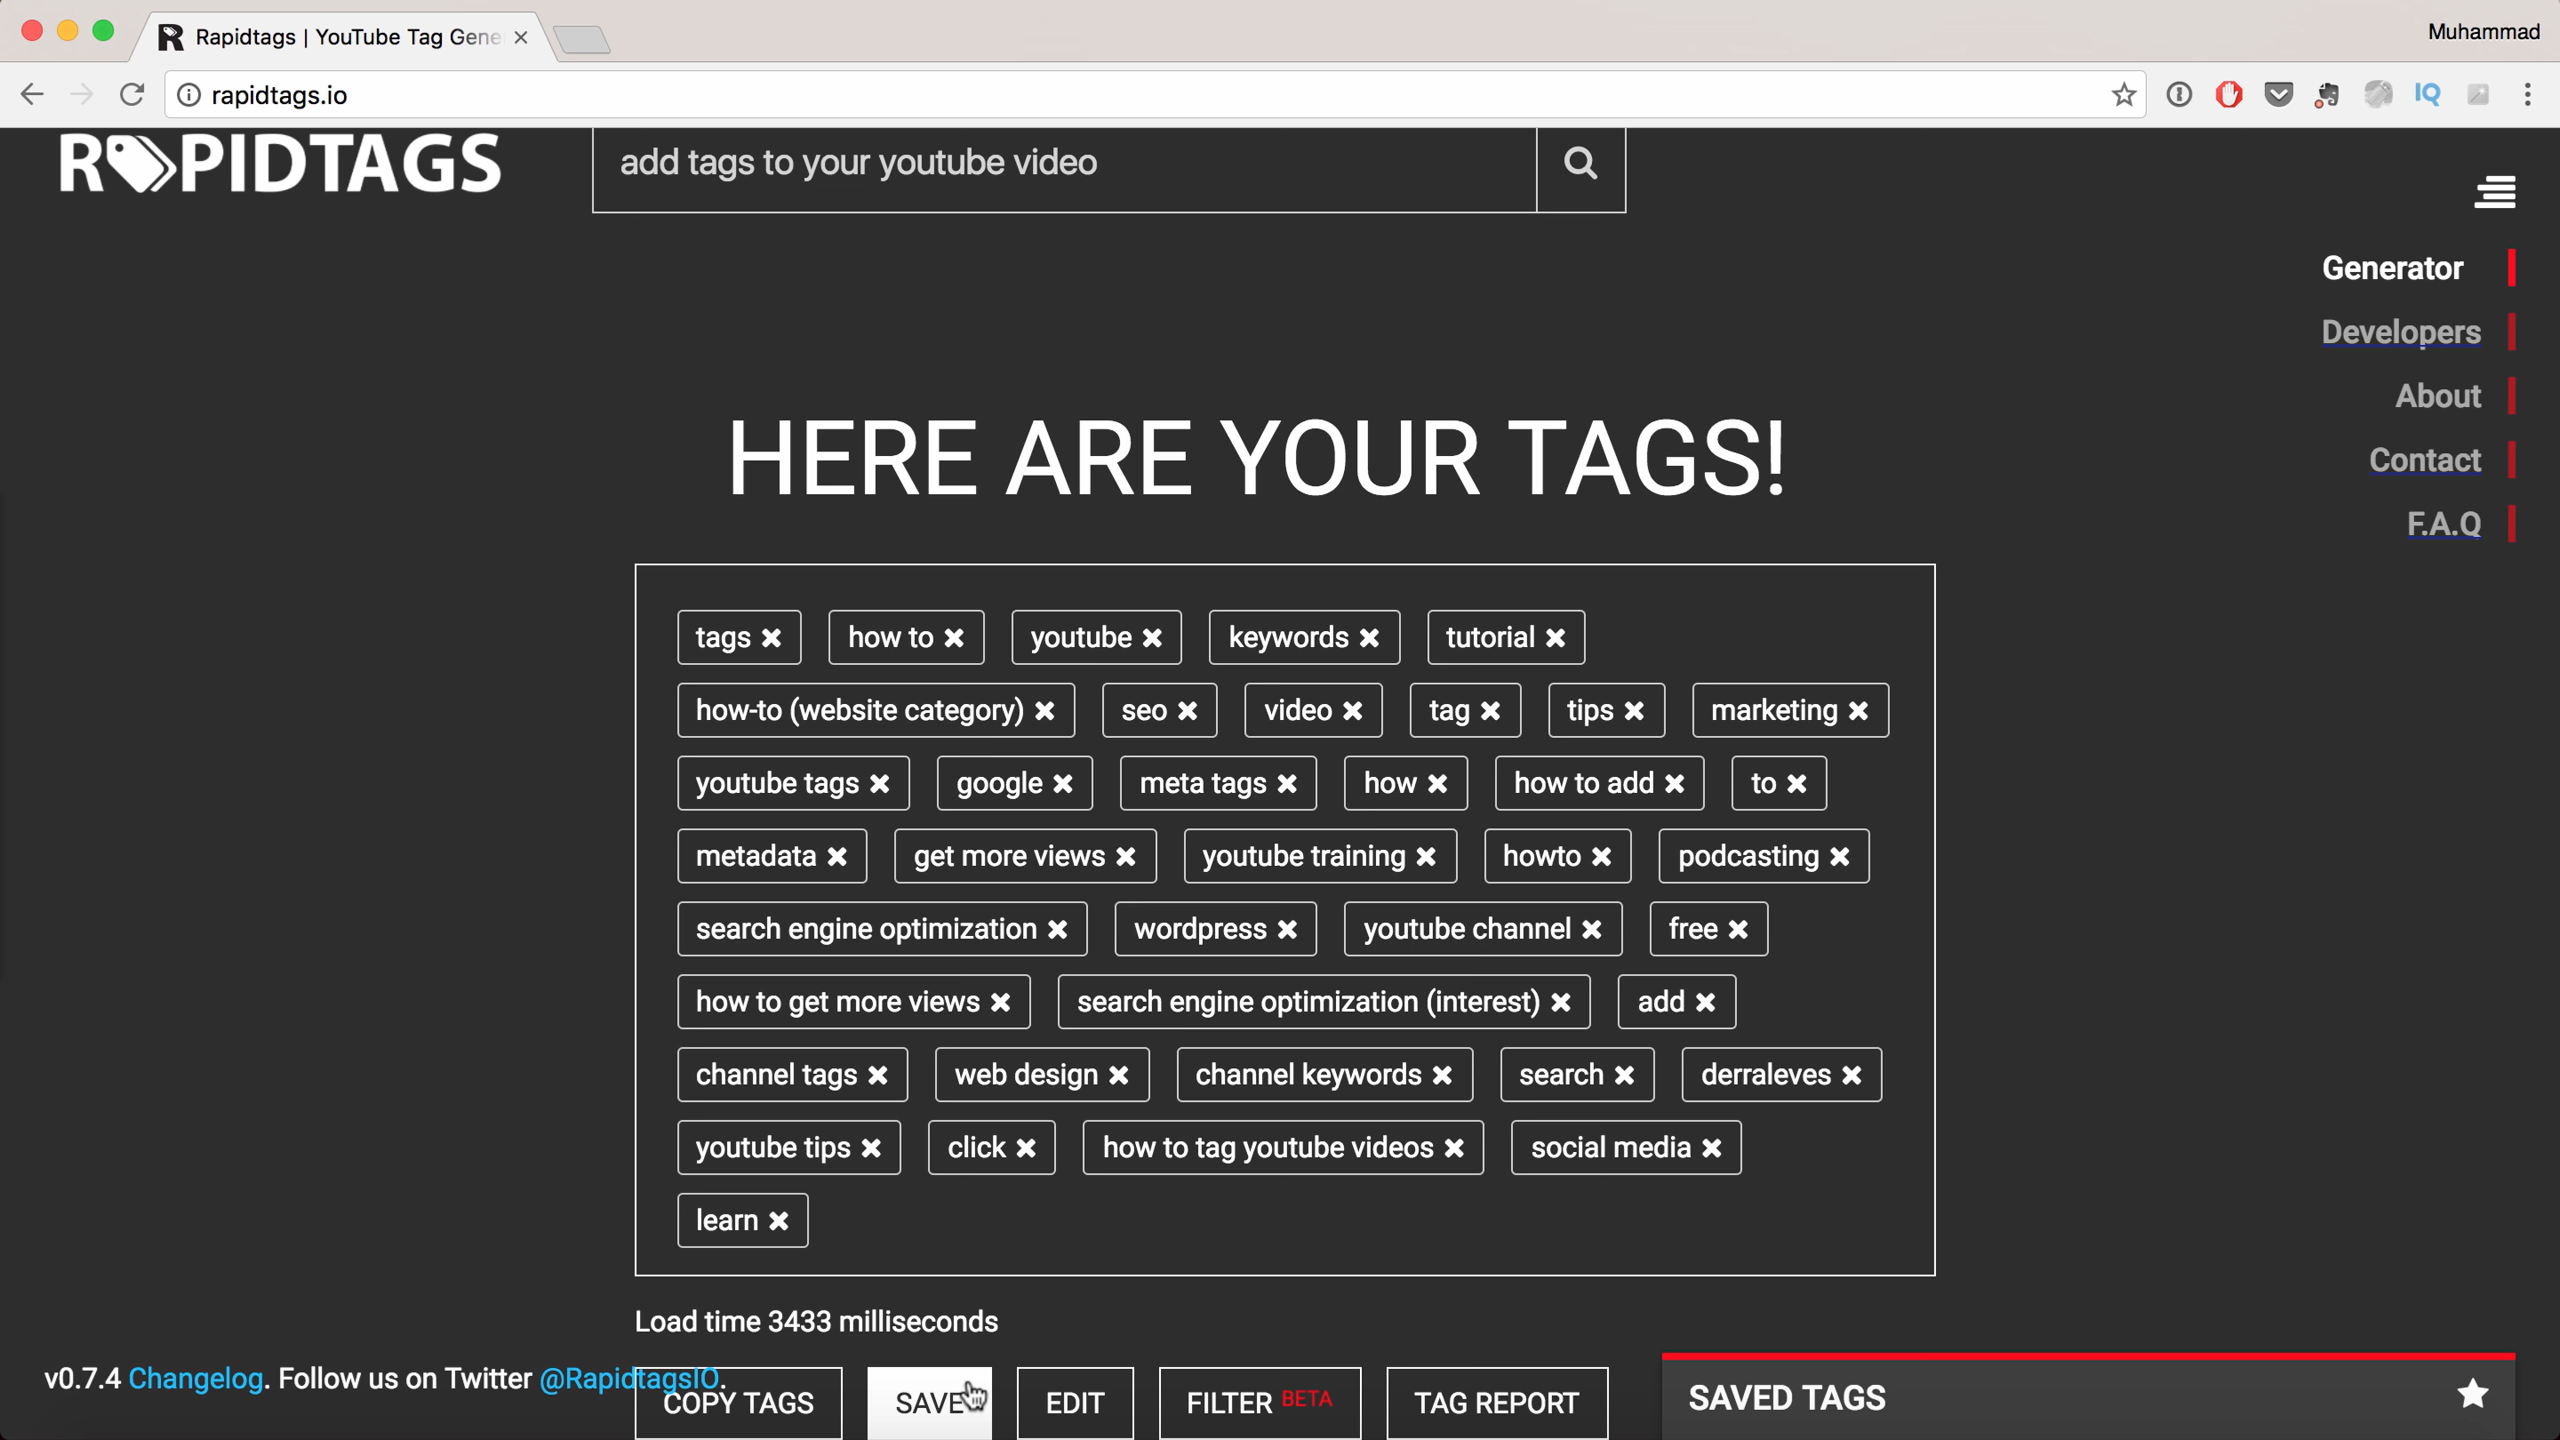 Rapidtags | YouTube Tag Gene
Muhammad
rapidtags.io
IQ
RAPIDTAGS
add tags to your youtube video
Generator
Developers
About
Contact
F.A.Q
HERE ARE YOUR TAGS!
tags how to youtube keywords tutorial
how-to (website category) seo video tag tips marketing
youtube tags google meta tags how how to add to
metadata get more views youtube training howto podcasting
search engine optimization wordpress youtube channel free
how to get more views search engine optimization (interest) add
channel tags web design channel keywords search derraleves
youtube tips click how to tag youtube videos social media
learn
Load time 3433 milliseconds
v0.7.4 Changelog. Follow us on Twitter @RapidtagsIO.
COPY TAGS SAVE EDIT FILTER BETA TAG REPORT
SAVED TAGS